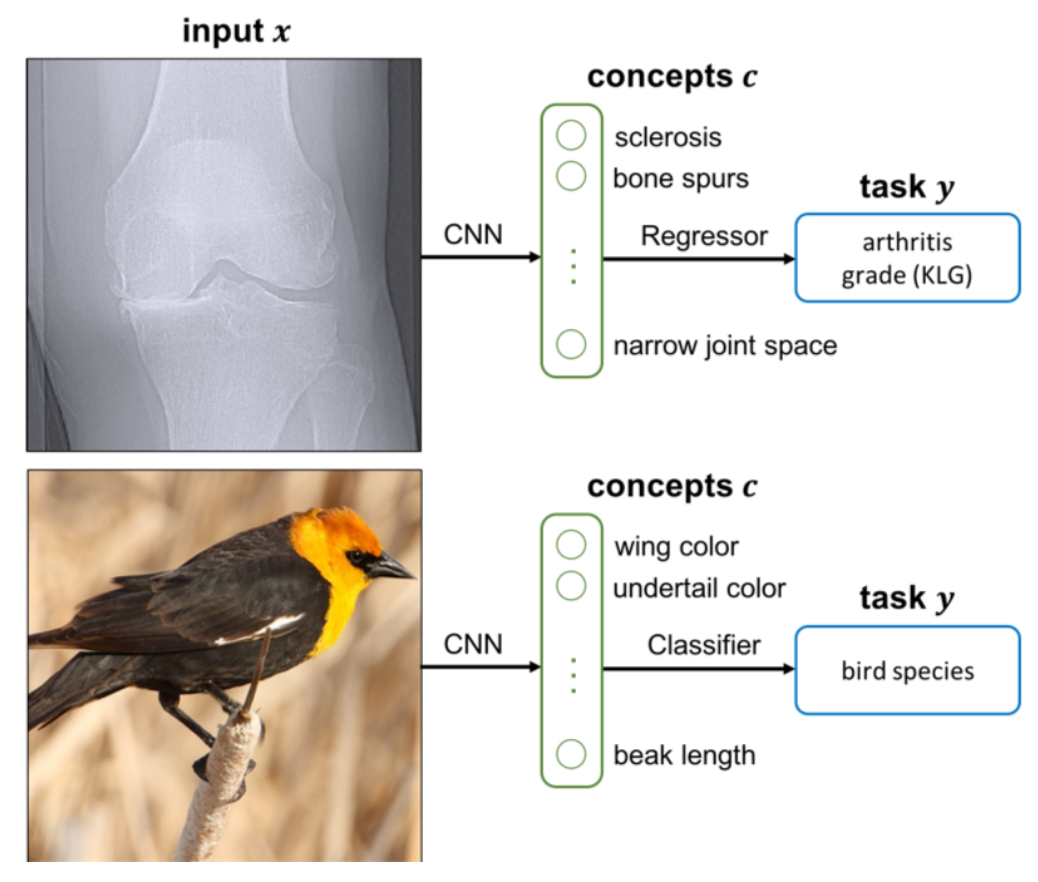 input x
concepts c
sclerosis
bone spurs
narrow joint space
CNN
Regressor
task y
arthritis
grade (KLG)
concepts c
wing color
undertail color
beak length
CNN
Classifier
task y
bird species